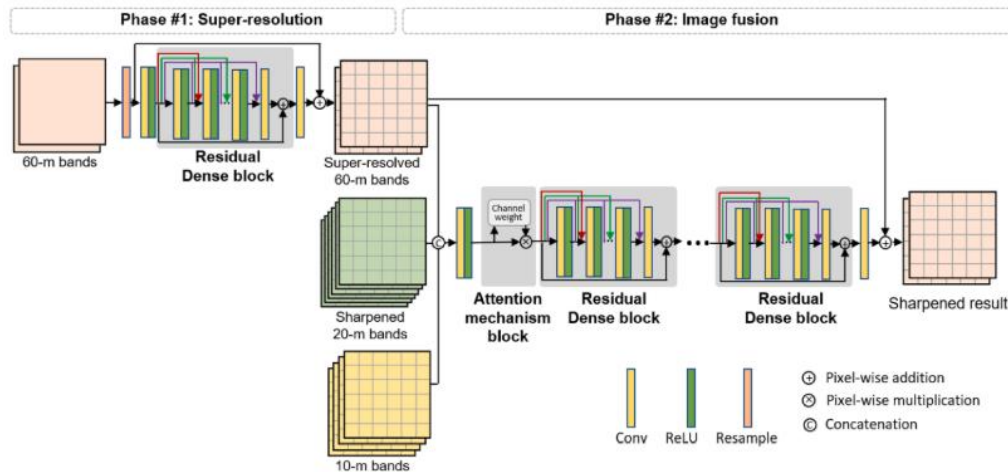 Phase #1: Super-resolution
Phase #2: Image fusion
60-m bands
Residual
Dense block
Super-resolved
60-m bands
Channel
weight
C
Sharpened
20-m bands
Attention
mechanism
block
Residual
Dense block
Residual
Dense block
Sharpened result
10-m bands
Conv
ReLU
Resample
Pixel-wise addition
Pixel-wise multiplication
C Concatenation